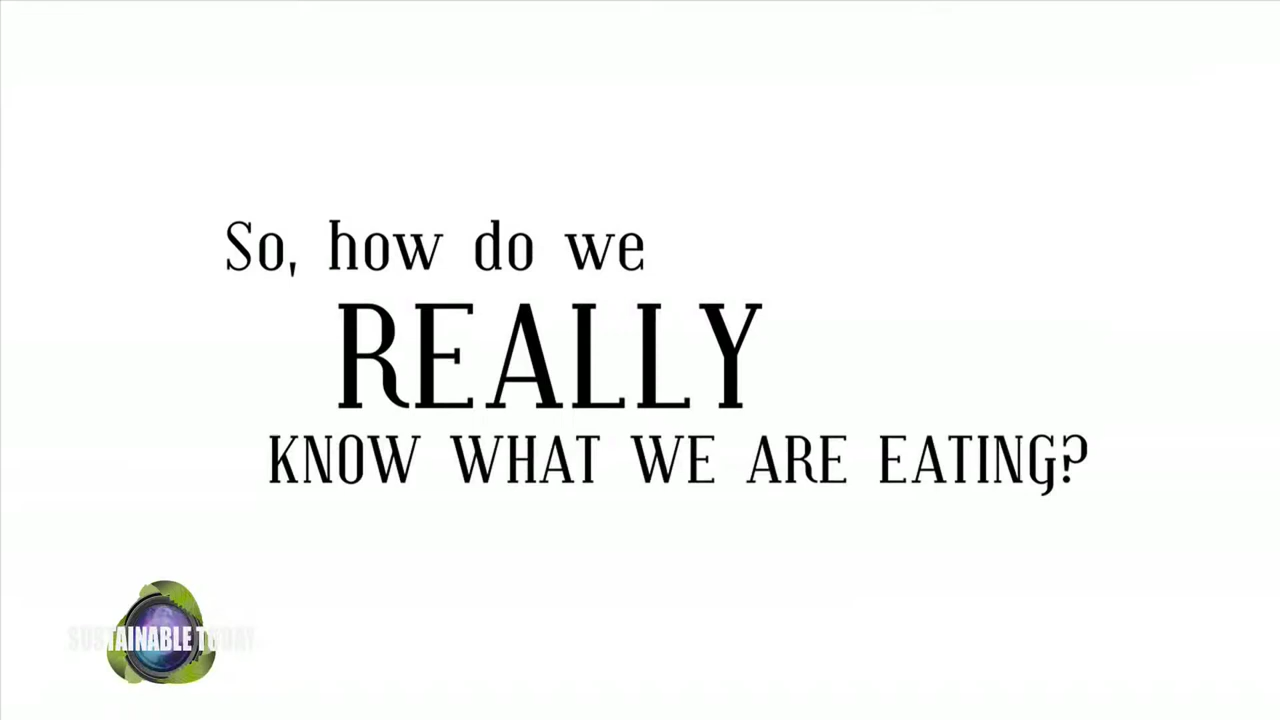 So, how do we
REALLY
KNOW WHAT WE ARE EATING?
SUSTAINABLE TODAY